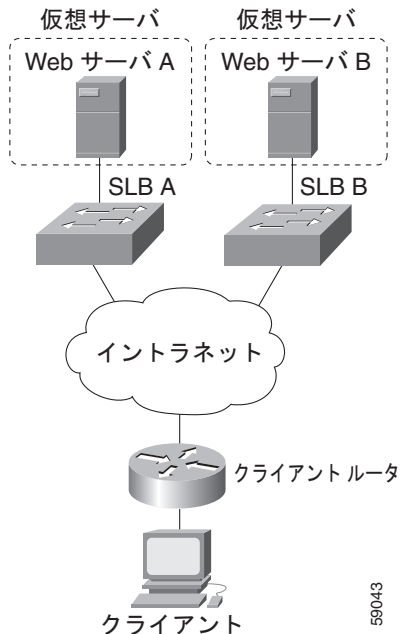 仮想サーバ
仮想サーバ
Web サーバ A
Web サーバ B
SLB A
SLB B
イントラネット
クライアント ルータ
クライアント
59043